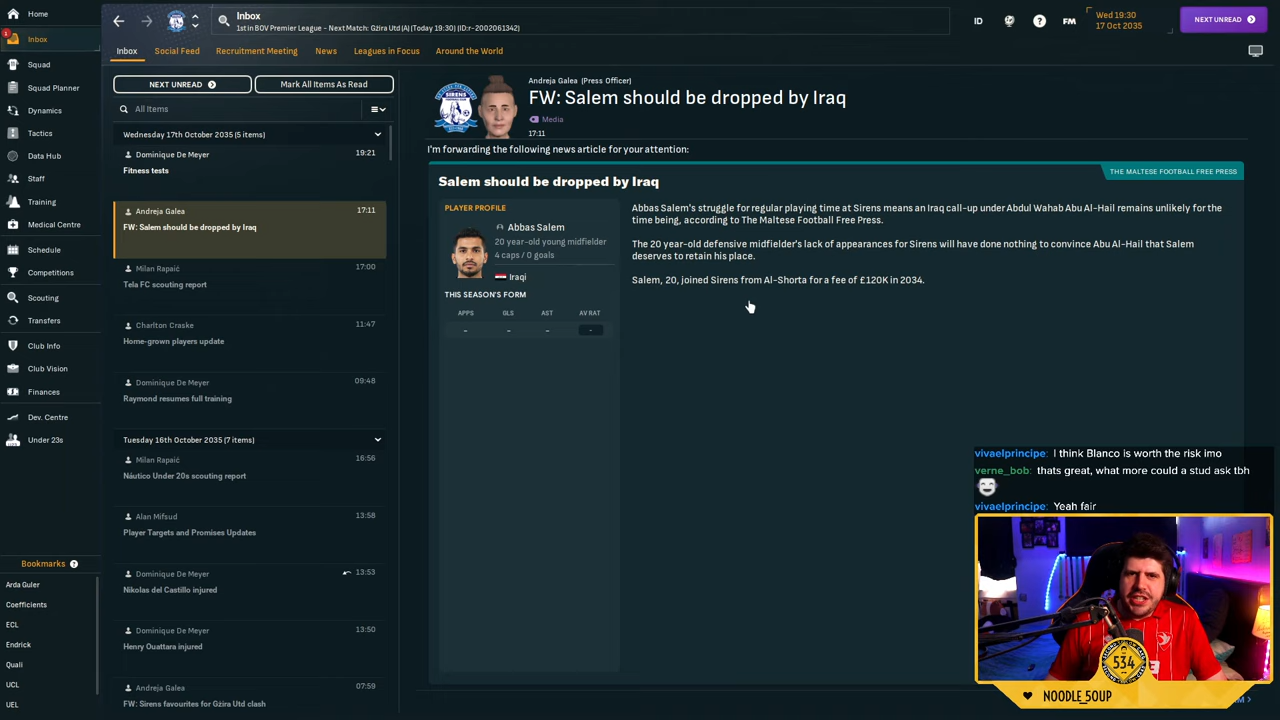 Home
Inbox
1
Squad
Squad Planner
Dynamics
Tactics
Data Hub
Staff
Training
Medical Centre
Schedule
Competitions
Scouting
Transfers
Club Info
Club Vision
Finances
Dev. Centre
Under 23s
Bookmarks
Arda Guler
Coefficients
ECL
Endrick
Quali
UCL
UEL
Inbox
1st in BOV Premier League - Next Match: Gżira Utd (A) (Today 19:30) (ID:r-2002061342)
ID
FM
Wed 19:30
17 Oct 2035
NEXT UNREAD
Inbox
Social Feed
Recruitment Meeting
News
Leagues in Focus
Around the World
NEXT UNREAD
Mark All Items As Read
All Items
Wednesday 17th October 2035 (5 items)
Dominique De Meyer 19:21
Fitness tests
Andreja Galea 17:11
FW: Salem should be dropped by Iraq
Milan Rapaić 17:00
Tela FC scouting report
Charlton Craske 11:47
Home-grown players update
Dominique De Meyer 09:48
Raymond resumes full training
Tuesday 16th October 2035 (7 items)
Milan Rapaić 16:56
Náutico Under 20s scouting report
Alan Mifsud 13:58
Player Targets and Promises Updates
Dominique De Meyer 13:53
Nikolas del Castillo injured
Dominique De Meyer 13:50
Henry Ouattara injured
Andreja Galea 07:59
FW: Sirens favourites for Gżira Utd clash
SIRENS
Andreja Galea (Press Officer)
FW: Salem should be dropped by Iraq
Media
17:11
I'm forwarding the following news article for your attention:
THE MALTESE FOOTBALL FREE PRESS
Salem should be dropped by Iraq
PLAYER PROFILE
Abbas Salem
20 year-old young midfielder
4 caps / 0 goals
Iraqi
THIS SEASON'S FORM
APPS GLS AST AV RAT
- - - -
Abbas Salem's struggle for regular playing time at Sirens means an Iraq call-up under Abdul Wahab Abu Al-Hail remains unlikely for the
time being, according to The Maltese Football Free Press.
The 20 year-old defensive midfielder's lack of appearances for Sirens will have done nothing to convince Abu Al-Hail that Salem
deserves to retain his place.
Salem, 20, joined Sirens from Al-Shorta for a fee of £120K in 2034.
vivaelprincipe: I think Blanco is worth the risk imo
verne_bob: thats great, what more could a stud ask tbh
vivaelprincipe: Yeah fair
534
NOODLE_SOUP